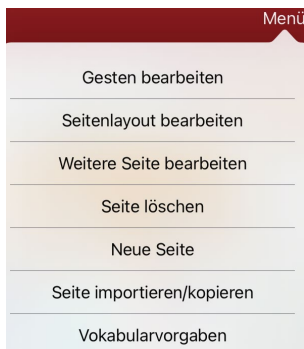 Menü
Gesten bearbeiten
Seitenlayout bearbeiten
Weitere Seite bearbeiten
Seite löschen
Neue Seite
Seite importieren/kopieren
Vokabularvorgaben